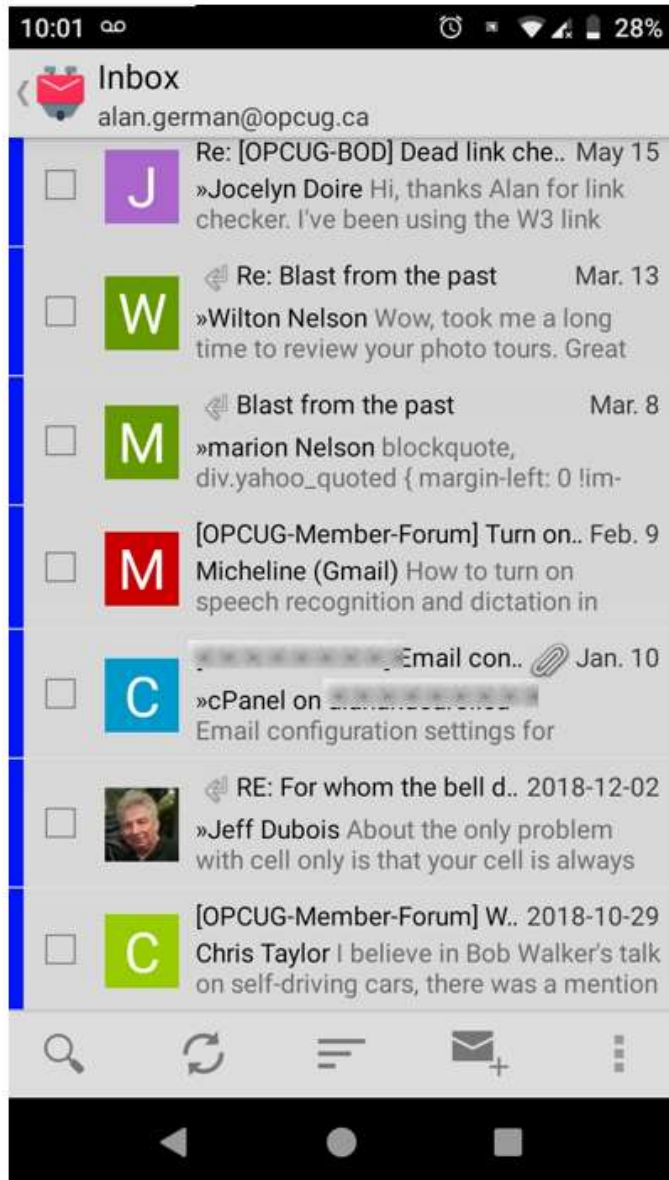 10:01 28%
Inbox
alan.german@opcug.ca
Re: [OPCUG-BOD] Dead link che.. May 15
J »Jocelyn Doire Hi, thanks Alan for link
checker. I've been using the W3 link
Re: Blast from the past Mar. 13
W »Wilton Nelson Wow, took me a long
time to review your photo tours. Great
Blast from the past Mar. 8
M »marion Nelson blockquote,
div.yahoo_quoted { margin-left: 0 !im-
[OPCUG-Member-Forum] Turn on.. Feb. 9
M Micheline (Gmail) How to turn on
speech recognition and dictation in
Email con.. Jan. 10
C »cPanel on
Email configuration settings for
RE: For whom the bell d.. 2018-12-02
»Jeff Dubois About the only problem
with cell only is that your cell is always
[OPCUG-Member-Forum] W.. 2018-10-29
C Chris Taylor I believe in Bob Walker's talk
on self-driving cars, there was a mention